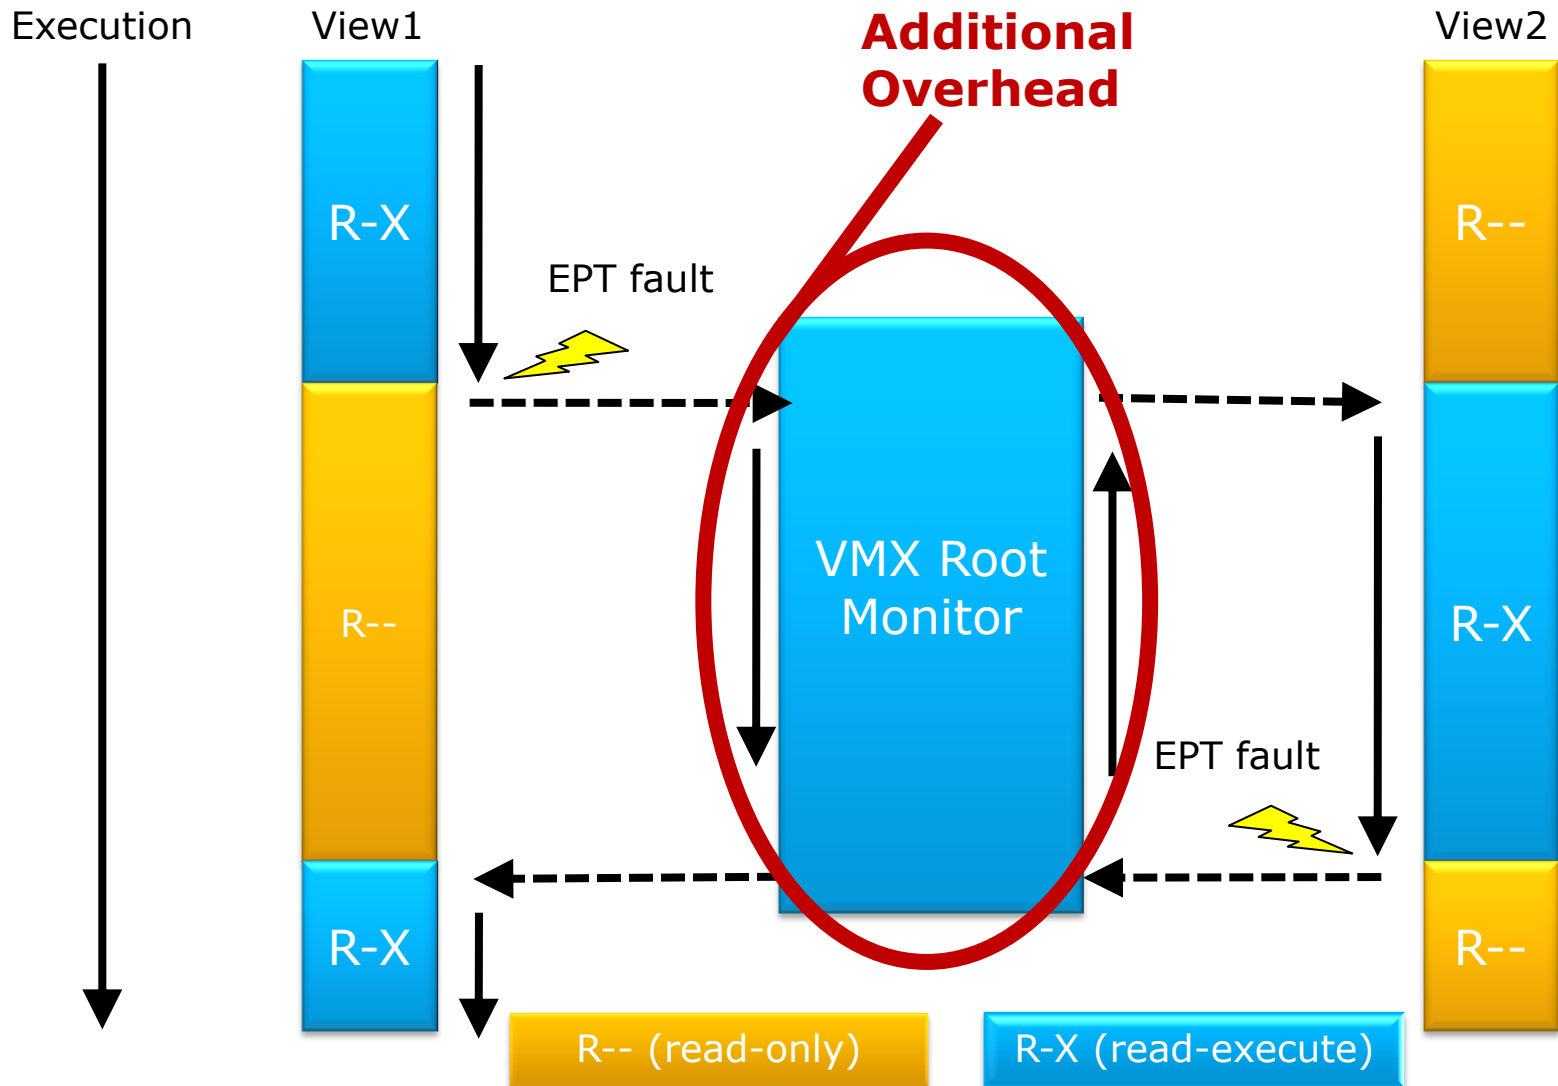 Execution
View1
Additional
Overhead
View2
R-X
R--
EPT fault
VMX Root
Monitor
R--
R-X
EPT fault
R-X
R--
R-- (read-only)
R-X (read-execute)